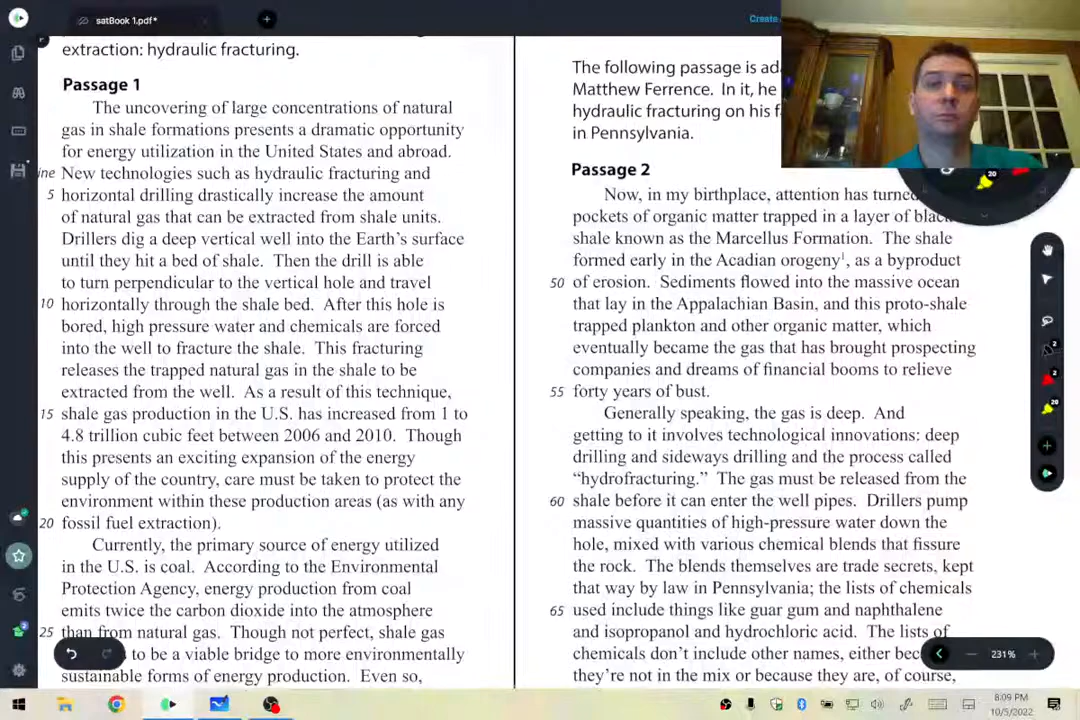 satBook 1.pdf*
Create
extraction: hydraulic fracturing.
Passage 1
The uncovering of large concentrations of natural
gas in shale formations presents a dramatic opportunity
for energy utilization in the United States and abroad.
ine New technologies such as hydraulic fracturing and
5 horizontal drilling drastically increase the amount
of natural gas that can be extracted from shale units.
Drillers dig a deep vertical well into the Earth's surface
until they hit a bed of shale. Then the drill is able
to turn perpendicular to the vertical hole and travel
10 horizontally through the shale bed. After this hole is
bored, high pressure water and chemicals are forced
into the well to fracture the shale. This fracturing
releases the trapped natural gas in the shale to be
extracted from the well. As a result of this technique,
15 shale gas production in the U.S. has increased from 1 to
4.8 trillion cubic feet between 2006 and 2010. Though
this presents an exciting expansion of the energy
supply of the country, care must be taken to protect the
environment within these production areas (as with any
20 fossil fuel extraction).
Currently, the primary source of energy utilized
in the U.S. is coal. According to the Environmental
Protection Agency, energy production from coal
emits twice the carbon dioxide into the atmosphere
25 than from natural gas. Though not perfect, shale gas
to be a viable bridge to more environmentally
sustainable forms of energy production. Even so,
The following passage is ad
Matthew Ferrence. In it, he
hydraulic fracturing on his f
in Pennsylvania.
Passage 2
Now, in my birthplace, attention has turned
pockets of organic matter trapped in a layer of black
shale known as the Marcellus Formation. The shale
formed early in the Acadian orogeny¹, as a byproduct
50 of erosion. Sediments flowed into the massive ocean
that lay in the Appalachian Basin, and this proto-shale
trapped plankton and other organic matter, which
eventually became the gas that has brought prospecting
companies and dreams of financial booms to relieve
55 forty years of bust.
Generally speaking, the gas is deep. And
getting to it involves technological innovations: deep
drilling and sideways drilling and the process called
"hydrofracturing." The gas must be released from the
60 shale before it can enter the well pipes. Drillers pump
massive quantities of high-pressure water down the
hole, mixed with various chemical blends that fissure
the rock. The blends themselves are trade secrets, kept
that way by law in Pennsylvania; the lists of chemicals
65 used include things like guar gum and naphthalene
and isopropanol and hydrochloric acid. The lists of
chemicals don't include other names, either bec
they're not in the mix or because they are, of course,
20
2
2
20
231%
8:09 PM
10/5/2022